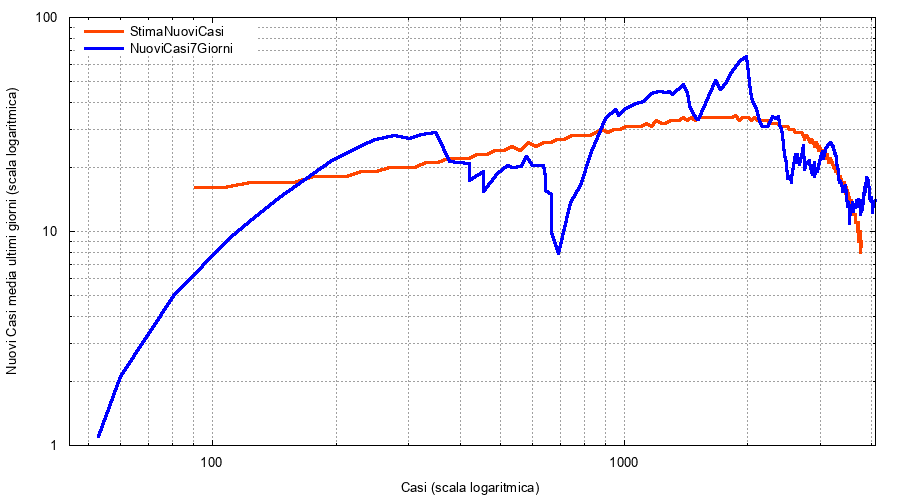 100
StimaNuoviCasi
NuoviCasi7Giorni
Nuovi Casi media ultimi giorni (scala logaritmica)
10
1
100
1000
Casi (scala logaritmica)